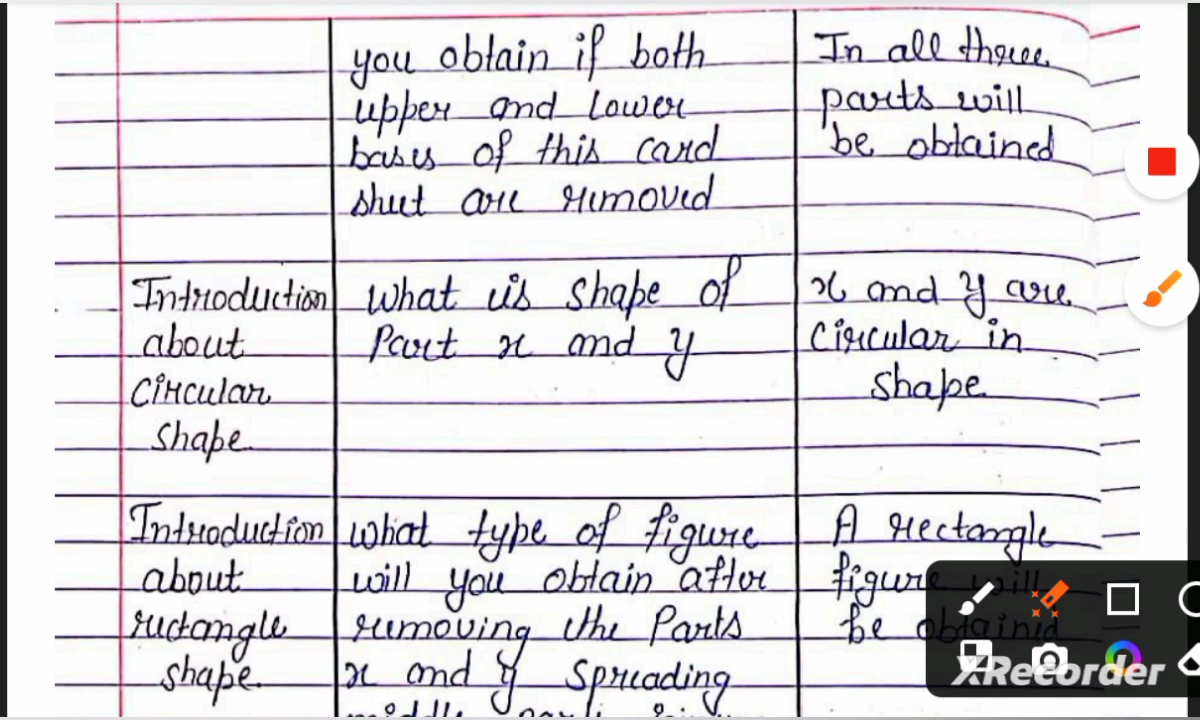 you obtain if both
upper and lower
bases of this card
sheet are removed
In all three
parts will
be obtained
Introduction
about
circular
shape
What is shape of
Part x and y
x and y are
circular in
shape
Introduction
about
rectangle
shape
what type of figure
will you obtain after
removing the Parts
x and y spreading
middle part
A rectangle
figure will
be obtained
XRecorder